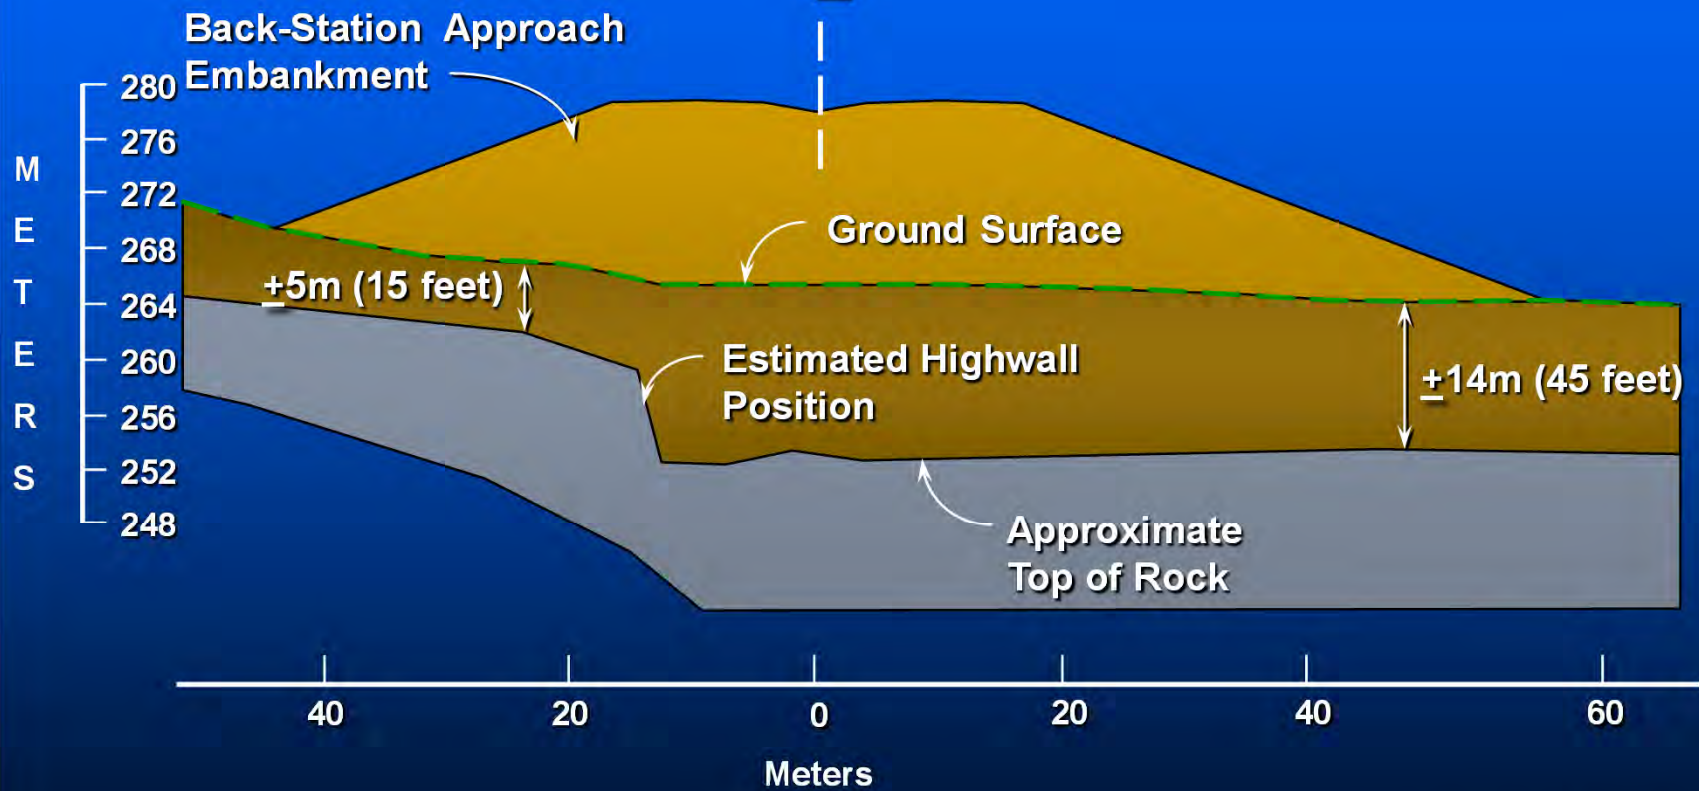 Back-Station Approach
Embankment
280
276
272
268
264
260
256
252
248
METERS
Ground Surface
±5m (15 feet)
Estimated Highwall
Position
±14m (45 feet)
Approximate
Top of Rock
40 20 0 20 40 60
Meters